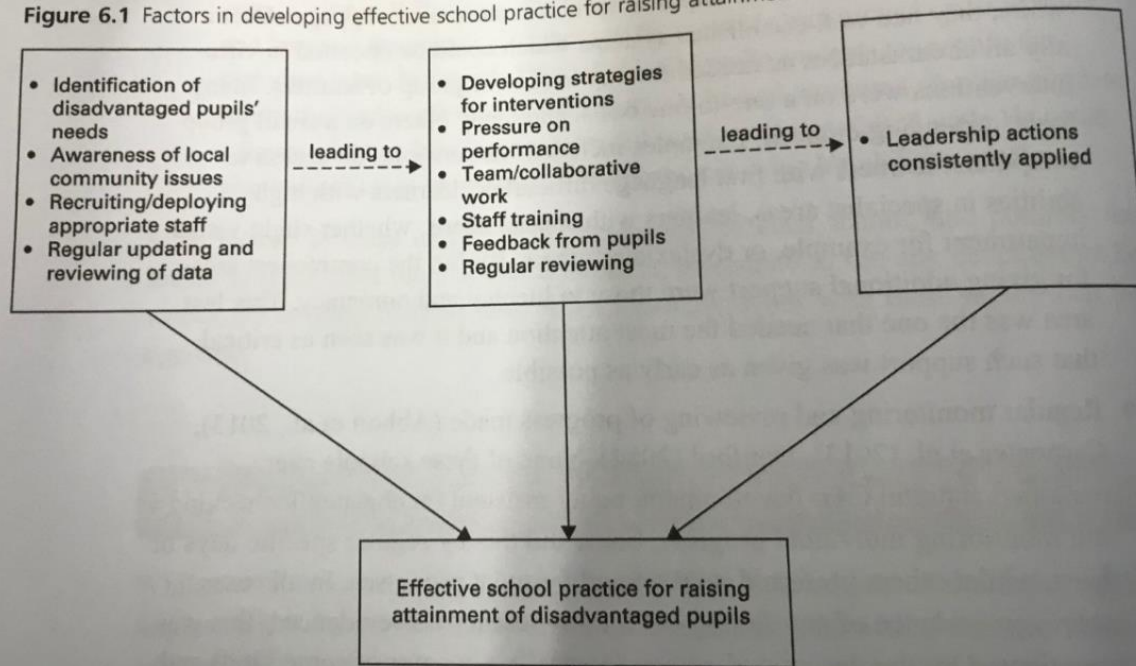 Figure 6.1 Factors in developing effective school practice for raising
• Identification of
disadvantaged pupils'
needs
• Awareness of local
community issues
• Recruiting/deploying
appropriate staff
• Regular updating and
reviewing of data
leading to
• Developing strategies
for interventions
• Pressure on
performance
• Team/collaborative
work
• Staff training
• Feedback from pupils
• Regular reviewing
leading to
• Leadership actions
consistently applied
Effective school practice for raising
attainment of disadvantaged pupils